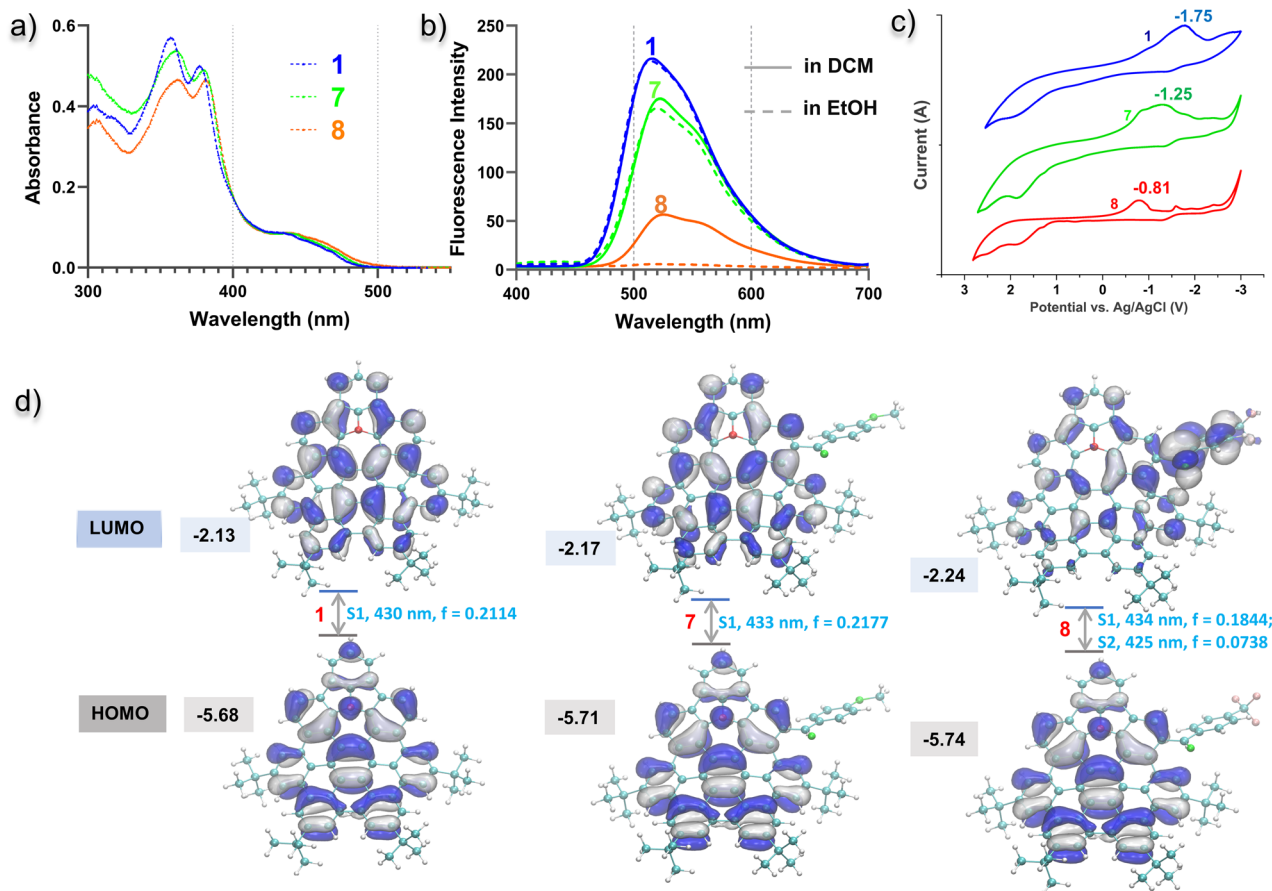 a)
0.6
0.4
0.2
0.0
Absorbance
300
400
500
Wavelength (nm)
1
7
8
b)
250
200
150
100
50
0
Fluorescence Intensity
400
500
600
700
Wavelength (nm)
1
7
8
in DCM
in EtOH
c)
Current (A)
-1.75
1
-1.25
7
-0.81
8
3
2
1
0
-1
-2
-3
Potential vs. Ag/AgCl (V)
d)
LUMO
-2.13
-2.17
-2.24
1
S1, 430 nm, f = 0.2114
7
S1, 433 nm, f = 0.2177
8
S1, 434 nm, f = 0.1844;
S2, 425 nm, f = 0.0738
HOMO
-5.68
-5.71
-5.74